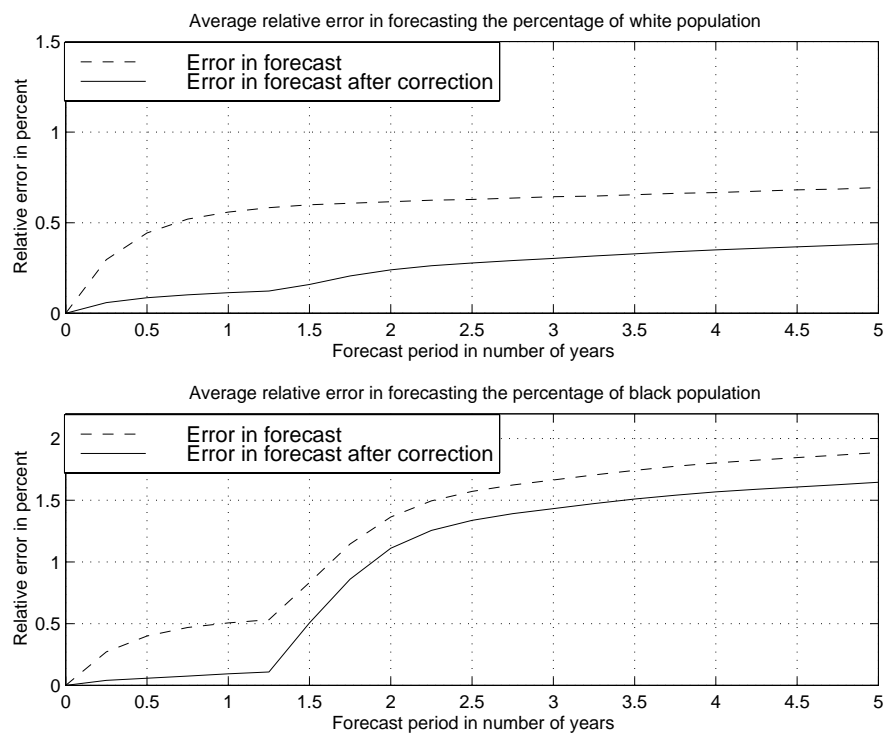 Average relative error in forecasting the percentage of white population
1.5
Error in forecast
Error in forecast after correction
1
0.5
0
Relative error in percent
0 0.5 1 1.5 2 2.5 3 3.5 4 4.5 5
Forecast period in number of years
Average relative error in forecasting the percentage of black population
2
Error in forecast
Error in forecast after correction
1.5
1
0.5
0
Relative error in percent
0 0.5 1 1.5 2 2.5 3 3.5 4 4.5 5
Forecast period in number of years